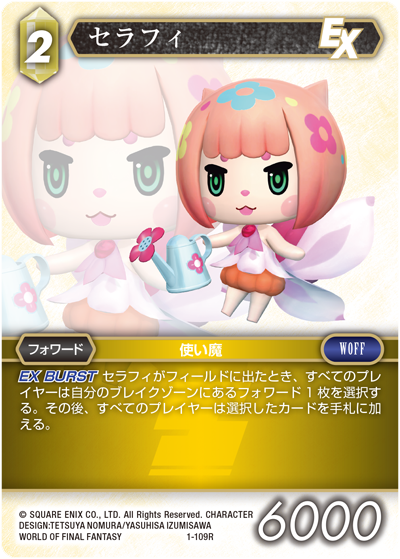 2
セラフィ
EX
フォワード
使い魔
WOFF
EX BURST セラフィがフィールドに出たとき、すべてのプレ
イヤーは自分のブレイクゾーンにあるフォワード1枚を選択す
る。その後、すべてのプレイヤーは選択したカードを手札に加
える。
© SQUARE ENIX CO., LTD. All Rights Reserved. CHARACTER
DESIGN:TETSUYA NOMURA/YASUHISA IZUMISAWA
WORLD OF FINAL FANTASY 1-109R
6000